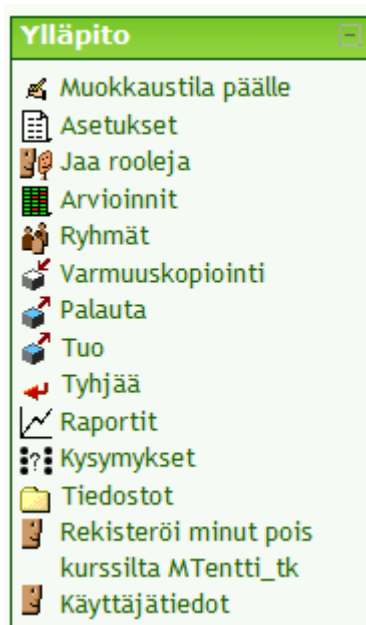 Ylläpito
Muokkaustila päälle
Asetukset
Jaa rooleja
Arvioinnit
Ryhmät
Varmuuskopiointi
Palauta
Tuo
Tyhjää
Raportit
Kysymykset
Tiedostot
Rekisteröi minut pois
kurssilta MTentti_tk
Käyttäjätiedot